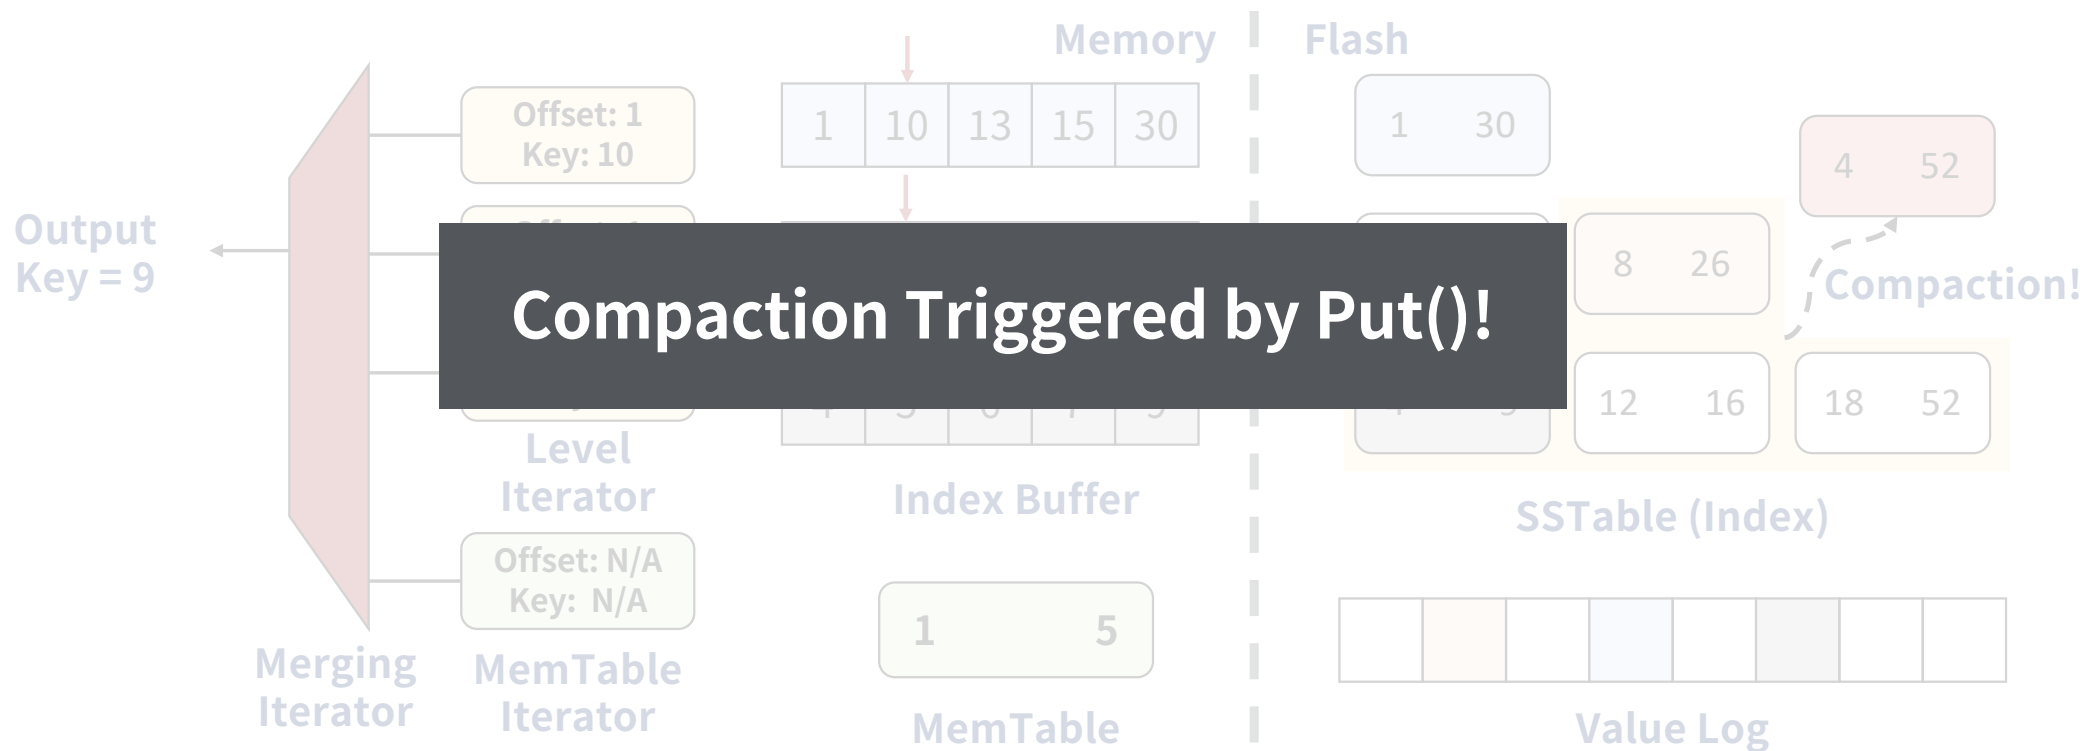 Memory
Flash
Offset: 1
Key: 10
1 10 13 15 30
1 30
4 52
Output
Key = 9
8 26
Compaction!
Compaction Triggered by Put()!
12 16
18 52
Level
Iterator
Index Buffer
SSTable (Index)
Offset: N/A
Key: N/A
1 5
Merging
Iterator
MemTable
Iterator
MemTable
Value Log